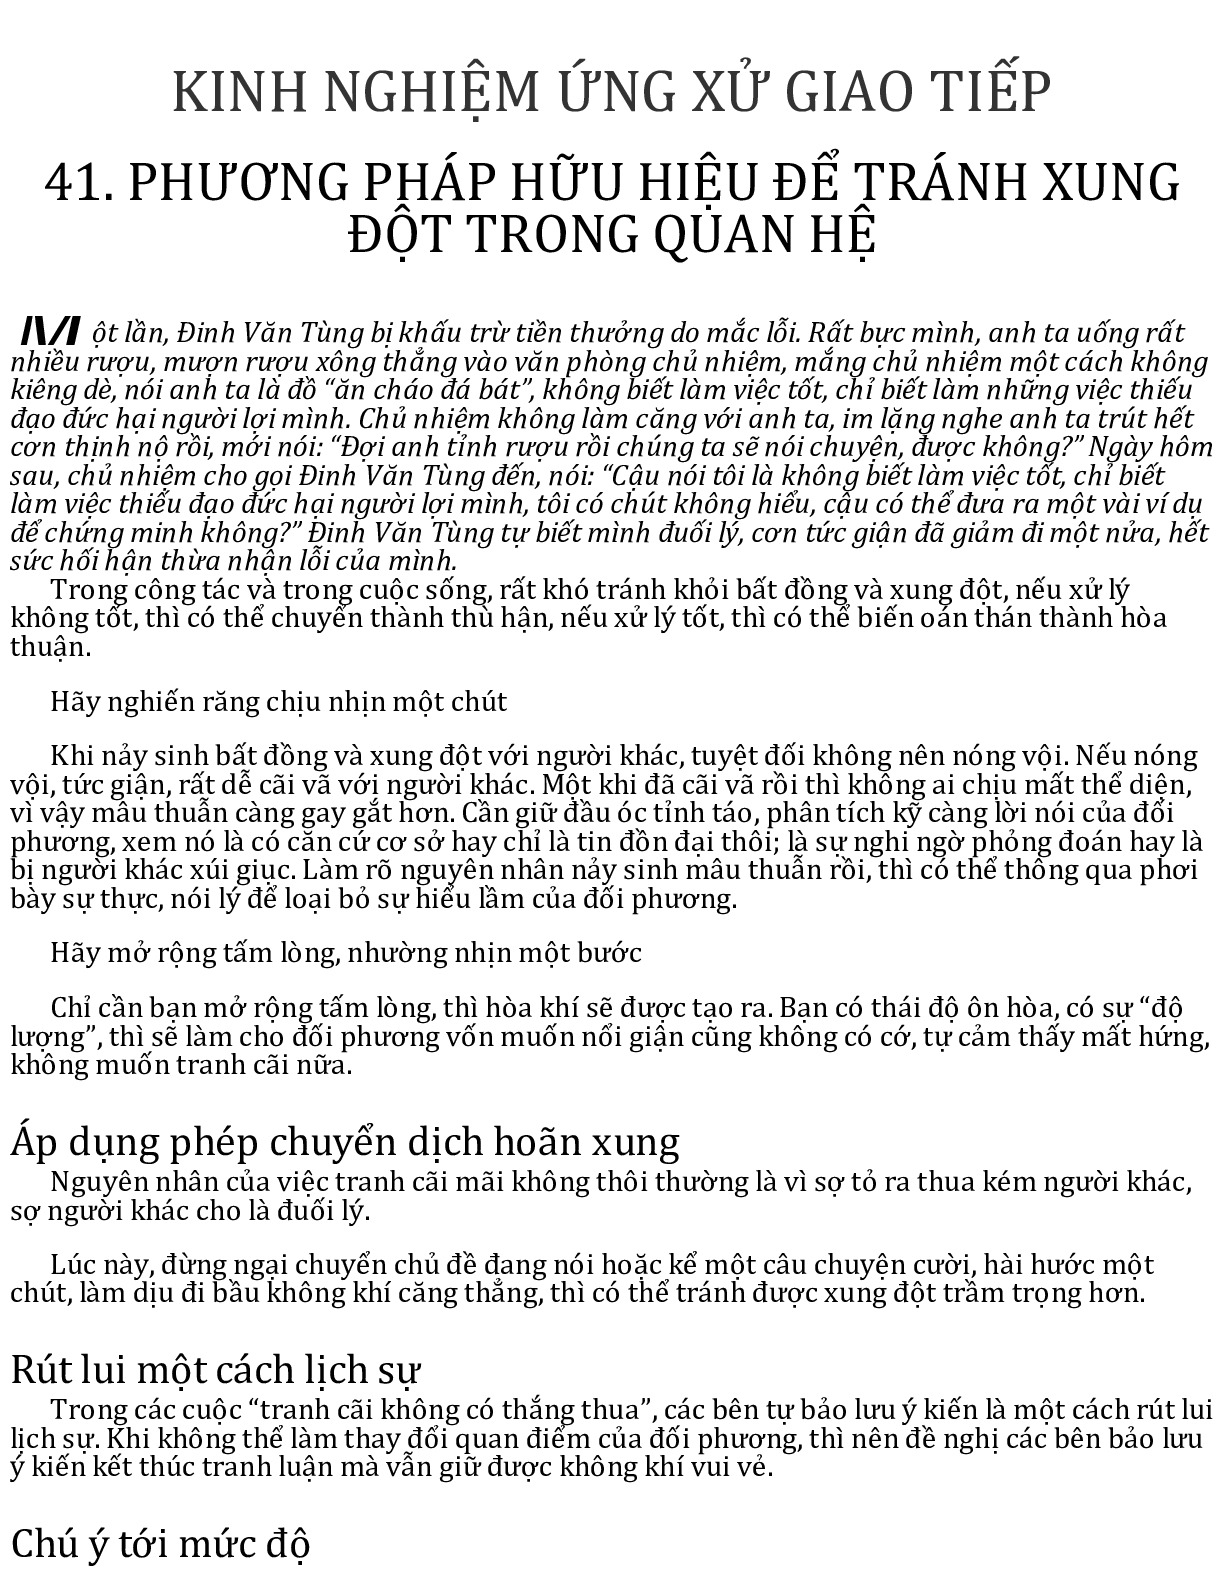 KINH NGHIỆM ỨNG XỬ GIAO TIẾP
41. PHƯƠNG PHÁP HỮU HIỆU ĐỂ TRÁNH XUNG
ĐỘT TRONG QUAN HỆ
Một lần, Đinh Văn Tùng bị khấu trừ tiền thưởng do mắc lỗi. Rất bực mình, anh ta uống rất
nhiều rượu, mượn rượu xông thẳng vào văn phòng chủ nhiệm, mắng chủ nhiệm một cách không
kiêng dè, nói anh ta là đồ “ăn cháo đá bát”, không biết làm việc tốt, chỉ biết làm những việc thiếu
đạo đức hại người lợi mình. Chủ nhiệm không làm căng với anh ta, im lặng nghe anh ta trút hết
cơn thịnh nộ rồi, mới nói: “Đợi anh tỉnh rượu rồi chúng ta sẽ nói chuyện, được không?” Ngày hôm
sau, chủ nhiệm cho gọi Đinh Văn Tùng đến, nói: “Cậu nói tôi là không biết làm việc tốt, chỉ biết
làm việc thiếu đạo đức hại người lợi mình, tôi có chút không hiểu, cậu có thể đưa ra một vài ví dụ
để chứng minh không?” Đinh Văn Tùng tự biết mình đuối lý, cơn tức giận đã giảm đi một nửa, hết
sức hối hận thừa nhận lỗi của mình.
Trong công tác và trong cuộc sống, rất khó tránh khỏi bất đồng và xung đột, nếu xử lý
không tốt, thì có thể chuyển thành thù hận, nếu xử lý tốt, thì có thể biến oán thán thành hòa
thuận.
Hãy nghiến răng chịu nhịn một chút
Khi nảy sinh bất đồng và xung đột với người khác, tuyệt đối không nên nóng vội. Nếu nóng
vội, tức giận, rất dễ cãi vã với người khác. Một khi đã cãi vã rồi thì không ai chịu mất thể diện,
vì vậy mâu thuẫn càng gay gắt hơn. Cần giữ đầu óc tỉnh táo, phân tích kỹ càng lời nói của đối
phương, xem nó là có căn cứ cơ sở hay chỉ là tin đồn đại thôi; là sự nghi ngờ phỏng đoán hay là
bị người khác xúi giục. Làm rõ nguyên nhân nảy sinh mâu thuẫn rồi, thì có thể thông qua phơi
bày sự thực, nói lý để loại bỏ sự hiểu lầm của đối phương.
Hãy mở rộng tấm lòng, nhường nhịn một bước
Chỉ cần bạn mở rộng tấm lòng, thì hòa khí sẽ được tạo ra. Bạn có thái độ ôn hòa, có sự “độ
lượng”, thì sẽ làm cho đối phương vốn muốn nổi giận cũng không có cớ, tự cảm thấy mất hứng,
không muốn tranh cãi nữa.
Áp dụng phép chuyển dịch hoãn xung
Nguyên nhân của việc tranh cãi mãi không thôi thường là vì sợ tỏ ra thua kém người khác,
sợ người khác cho là đuối lý.
Lúc này, đừng ngại chuyển chủ đề đang nói hoặc kể một câu chuyện cười, hài hước một
chút, làm dịu đi bầu không khí căng thẳng, thì có thể tránh được xung đột trầm trọng hơn.
Rút lui một cách lịch sự
Trong các cuộc “tranh cãi không có thắng thua”, các bên tự bảo lưu ý kiến là một cách rút lui
lịch sự. Khi không thể làm thay đổi quan điểm của đối phương, thì nên đề nghị các bên bảo lưu
ý kiến kết thúc tranh luận mà vẫn giữ được không khí vui vẻ.
Chú ý tới mức độ